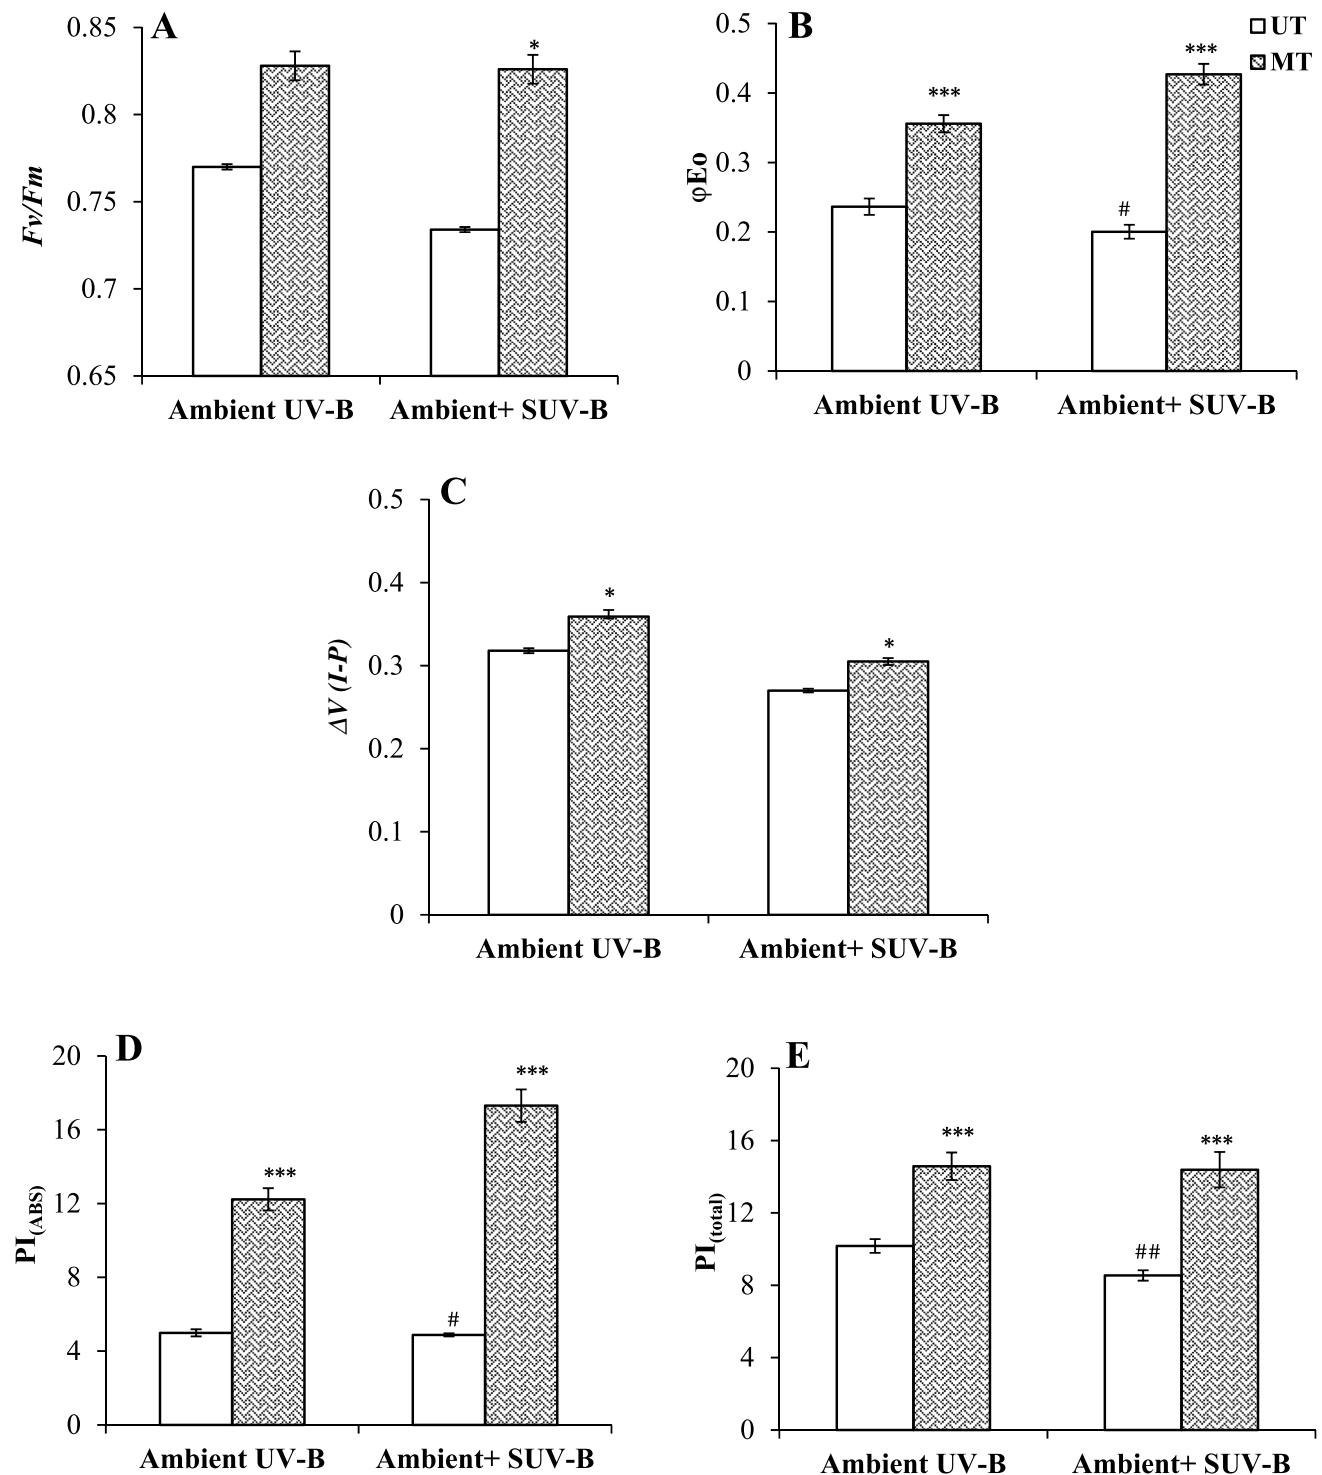 A
0.85
0.8
0.75
0.7
0.65
Fv/Fm
*
Ambient UV-B
Ambient+ SUV-B
B
UT
MT
0.5
0.4
0.3
0.2
0.1
0
φEo
***
#
***
Ambient UV-B
Ambient+ SUV-B
C
0.5
0.4
0.3
0.2
0.1
0
ΔV (I-P)
*
*
Ambient UV-B
Ambient+ SUV-B
D
20
16
12
8
4
0
PI(ABS)
***
#
***
Ambient UV-B
Ambient+ SUV-B
E
20
16
12
8
4
0
PI(total)
***
##
***
Ambient UV-B
Ambient+ SUV-B